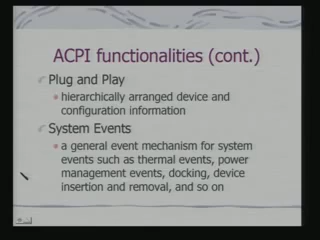 ACPI functionalities (cont.)
Plug and Play
hierarchically arranged device and
configuration information
System Events
a general event mechanism for system
events such as thermal events, power
management events, docking, device
insertion and removal, and so on